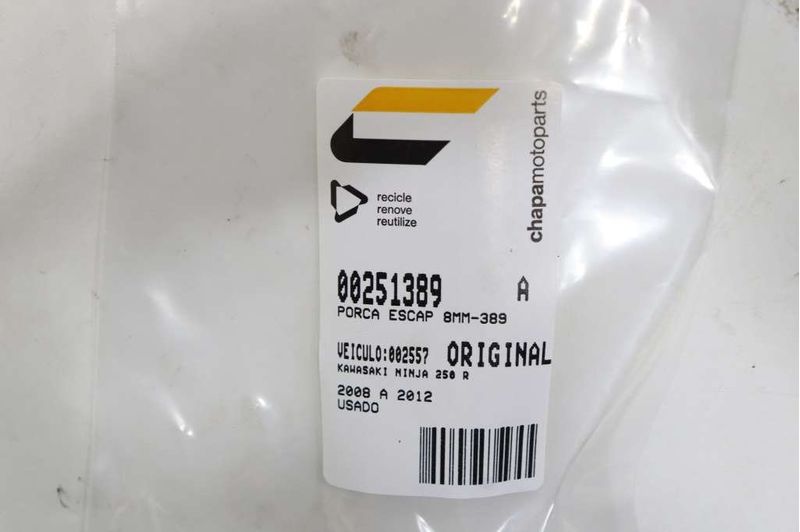 chapamotoparts
recicle
renove
reutilize
00251389 A
PORCA ESCAP 8MM-389
VEICULO:002557 ORIGINAL
KAWASAKI NINJA 250 R
2008 A 2012
USADO